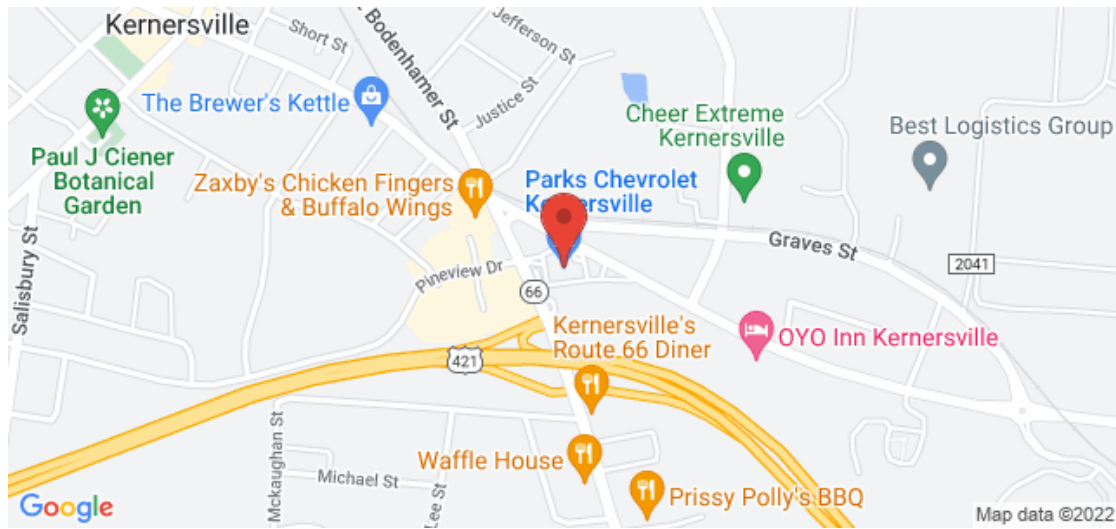 Kernersville
Short St
Bodenhamer St
Jefferson St
Justice St
The Brewer's Kettle
Cheer Extreme
Kernersville
Best Logistics Group
Paul J Ciener
Botanical
Garden
Zaxby's Chicken Fingers
& Buffalo Wings
Parks Chevrolet
Kernersville
Graves St
2041
Salisbury St
Pineview Dr
66
Kernersville's
Route 66 Diner
OYO Inn Kernersville
421
Mckaughan St
Michael St
Lee St
Waffle House
Prissy Polly's BBQ
Google
Map data ©2022